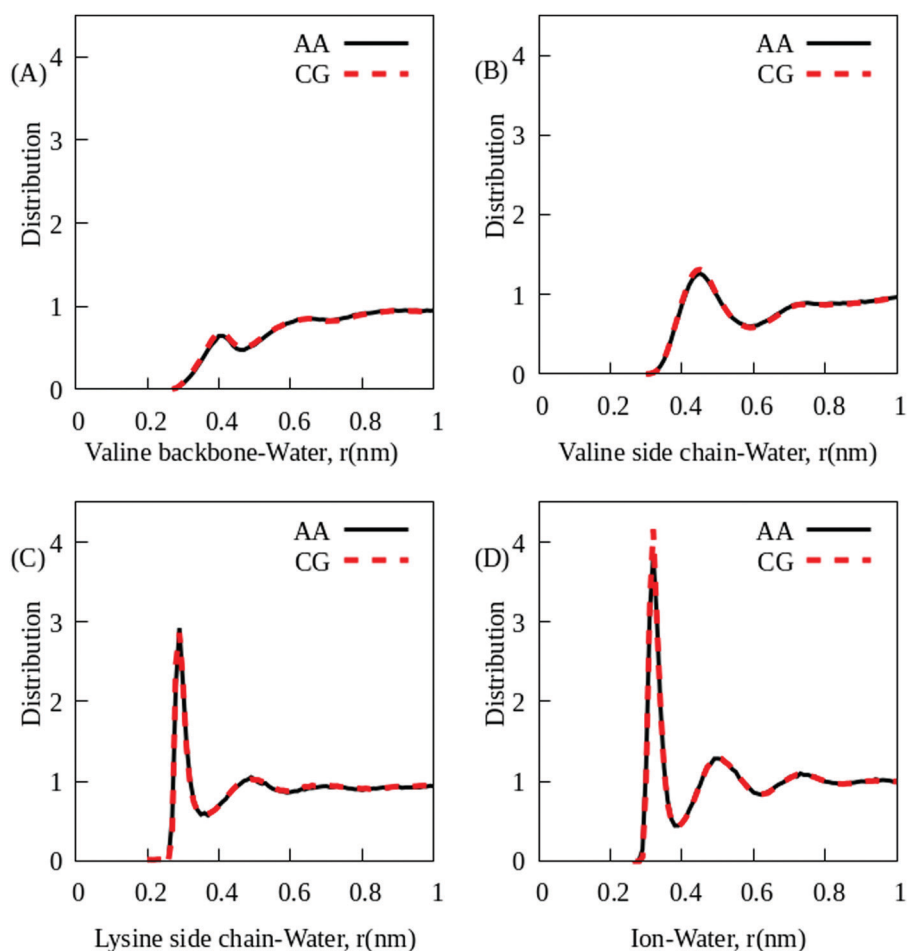 (A)
AA
CG
Distribution
4
3
2
1
0
0 0.2 0.4 0.6 0.8 1
Valine backbone-Water, r(nm)
(B)
AA
CG
Distribution
4
3
2
1
0
0 0.2 0.4 0.6 0.8 1
Valine side chain-Water, r(nm)
(C)
AA
CG
Distribution
4
3
2
1
0
0 0.2 0.4 0.6 0.8 1
Lysine side chain-Water, r(nm)
(D)
AA
CG
Distribution
4
3
2
1
0
0 0.2 0.4 0.6 0.8 1
Ion-Water, r(nm)